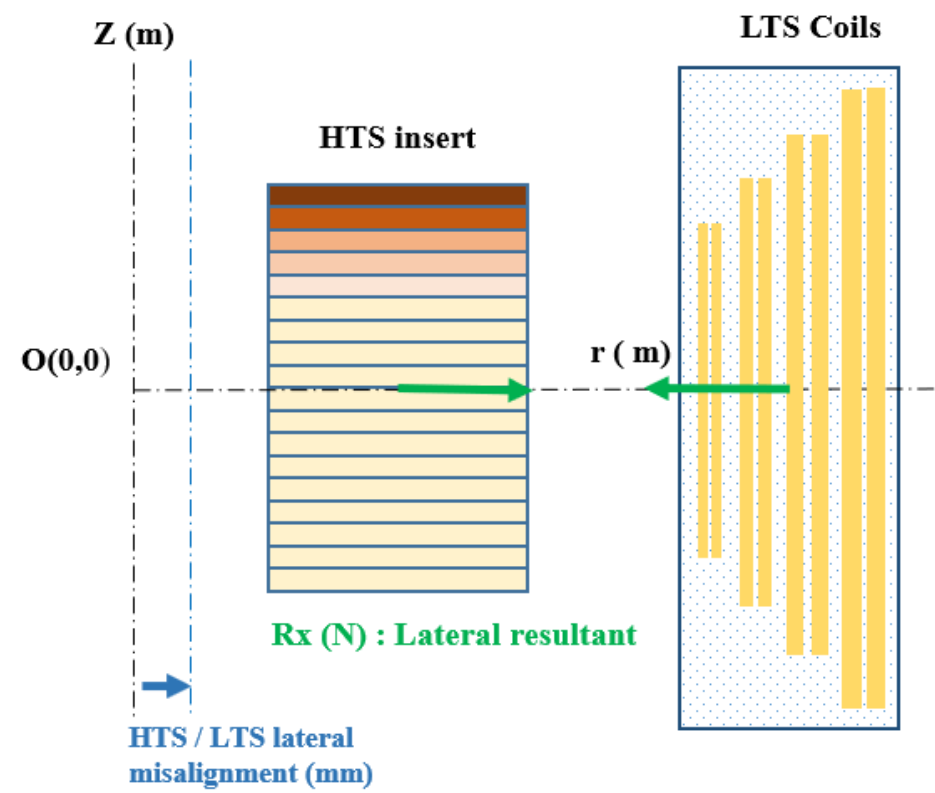 LTS Coils
Z (m)
HTS insert
O(0,0)
r ( m)
Rx (N) : Lateral resultant
HTS / LTS lateral
misalignment (mm)